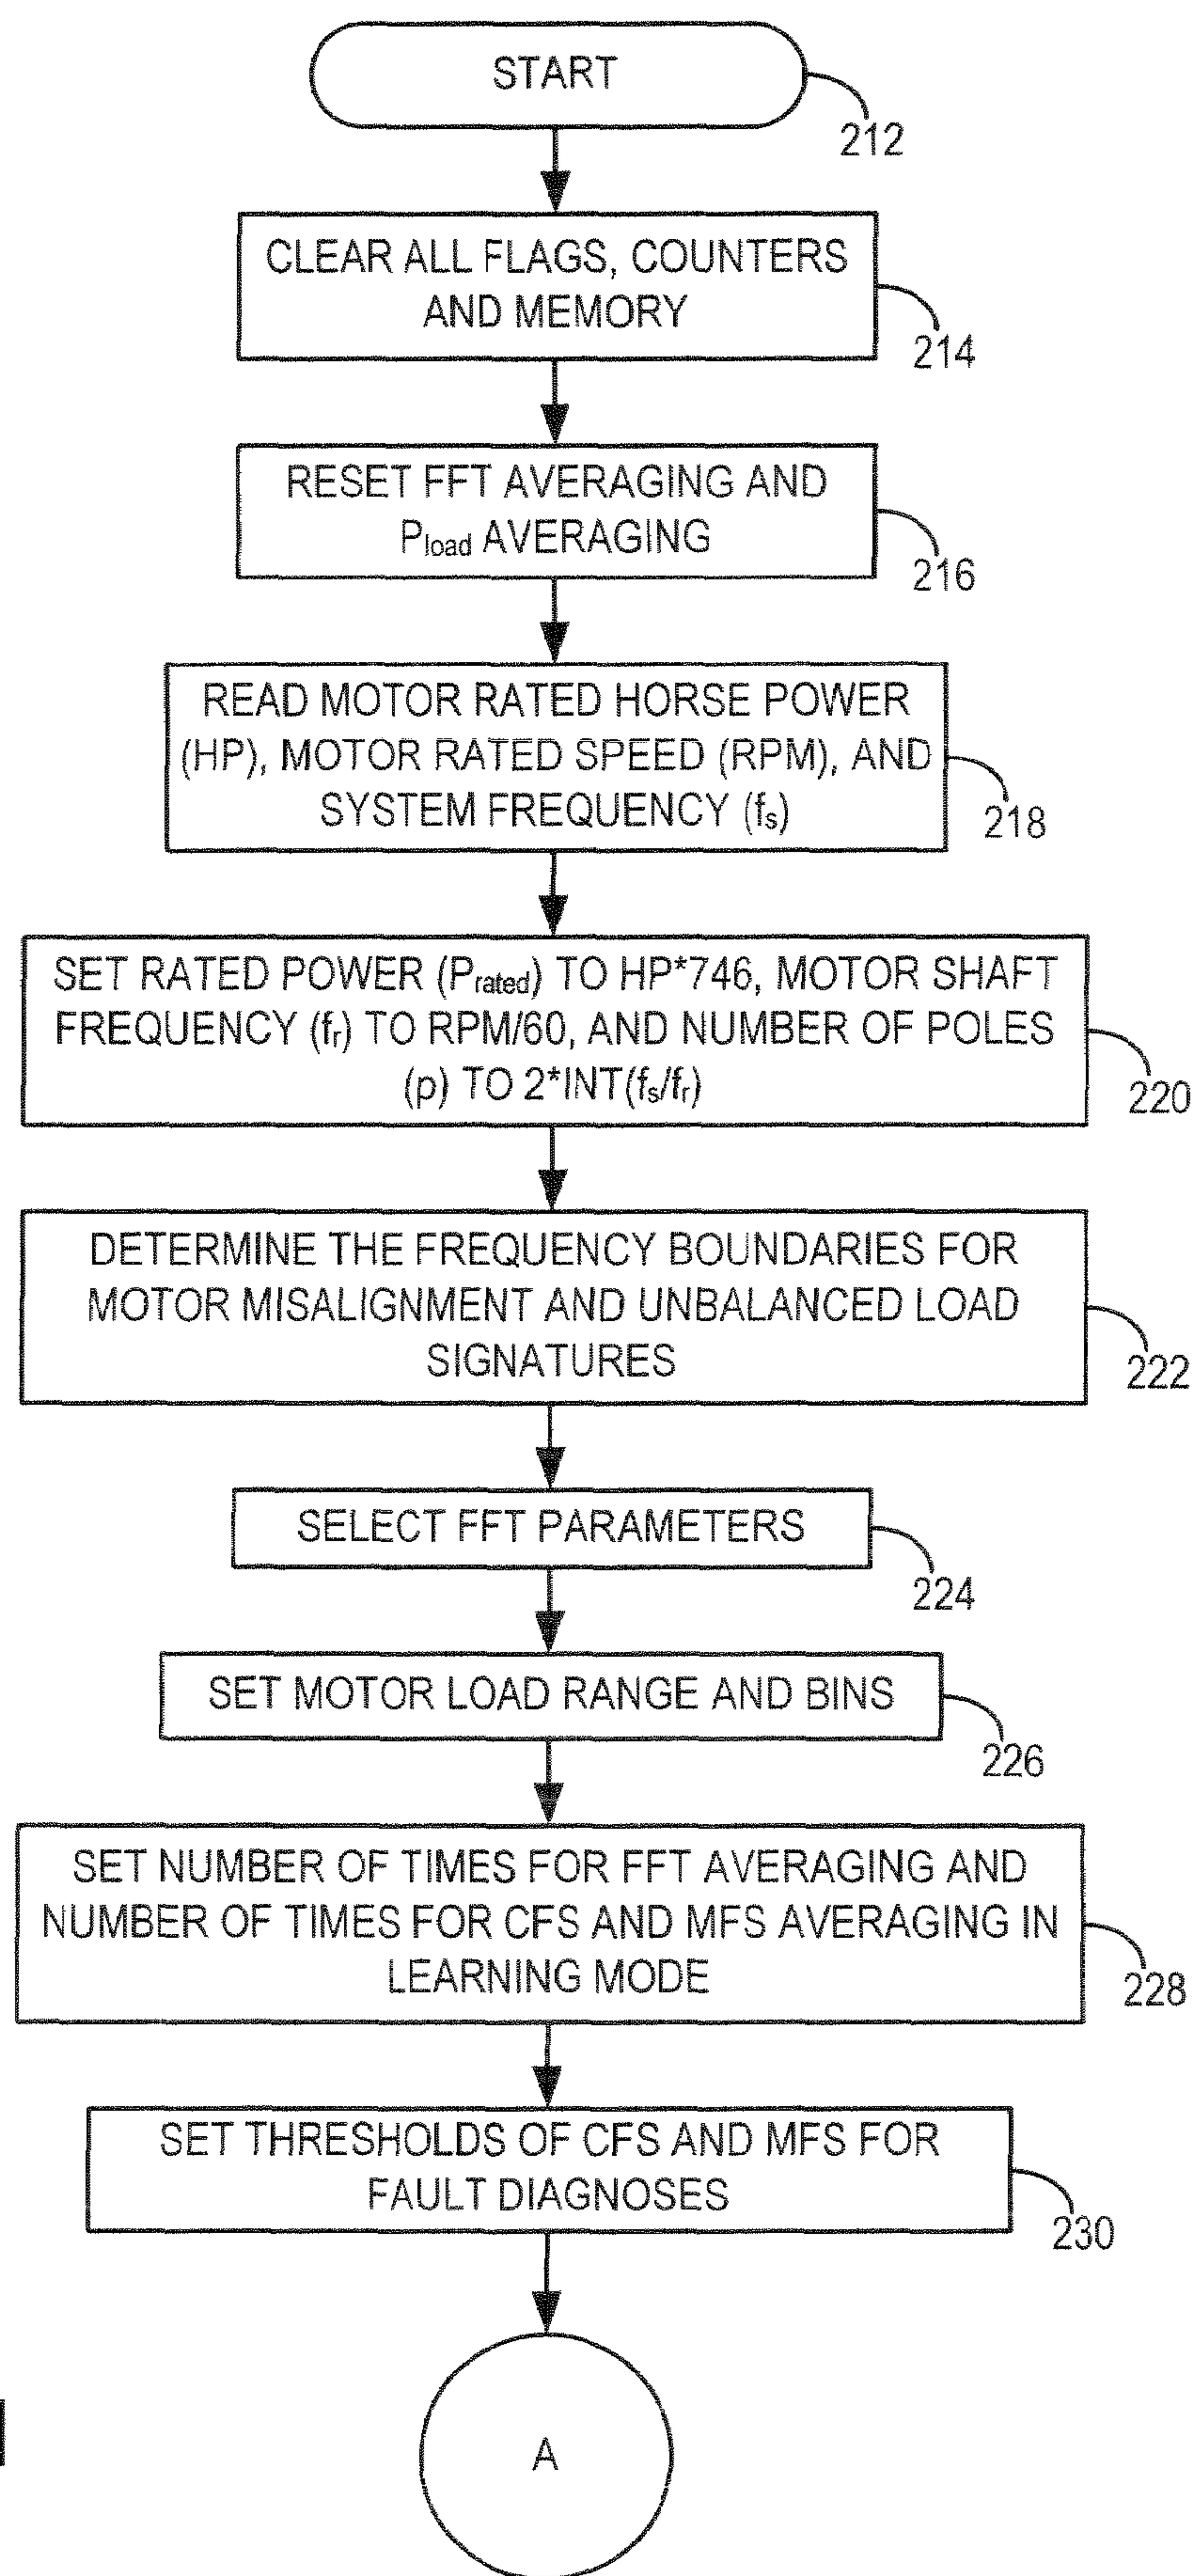 START
212
CLEAR ALL FLAGS, COUNTERS
AND MEMORY
214
RESET FFT AVERAGING AND
Pload AVERAGING
216
READ MOTOR RATED HORSE POWER
(HP), MOTOR RATED SPEED (RPM), AND
SYSTEM FREQUENCY (fs)
218
SET RATED POWER (Prated) TO HP*746, MOTOR SHAFT
FREQUENCY (fr) TO RPM/60, AND NUMBER OF POLES
(p) TO 2*INT(fs/fr)
220
DETERMINE THE FREQUENCY BOUNDARIES FOR
MOTOR MISALIGNMENT AND UNBALANCED LOAD
SIGNATURES
222
SELECT FFT PARAMETERS
224
SET MOTOR LOAD RANGE AND BINS
226
SET NUMBER OF TIMES FOR FFT AVERAGING AND
NUMBER OF TIMES FOR CFS AND MFS AVERAGING IN
LEARNING MODE
228
SET THRESHOLDS OF CFS AND MFS FOR
FAULT DIAGNOSES
230
A